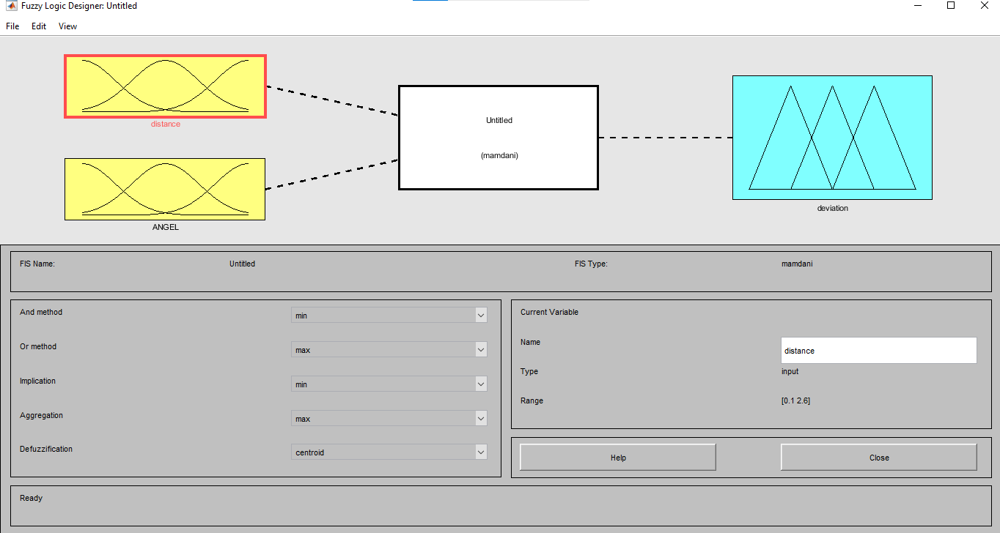 Fuzzy Logic Designer: Untitled
File Edit View
distance
ANGEL
Untitled
(mamdani)
deviation
FIS Name: Untitled FIS Type: mamdani
And method min
Or method max
Implication min
Aggregation max
Defuzzification centroid
Current Variable
Name distance
Type input
Range [0.1 2.6]
Help Close
Ready